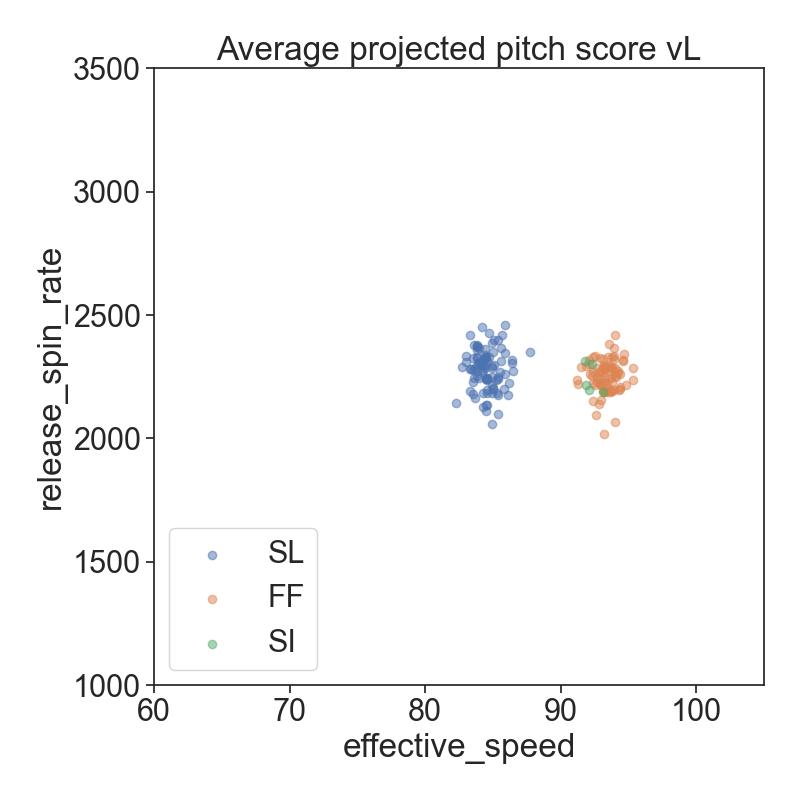 Average projected pitch score vL
3500
3000
2500
2000
1500
1000
release_spin_rate
SL
FF
SI
60
70
80
90
100
effective_speed